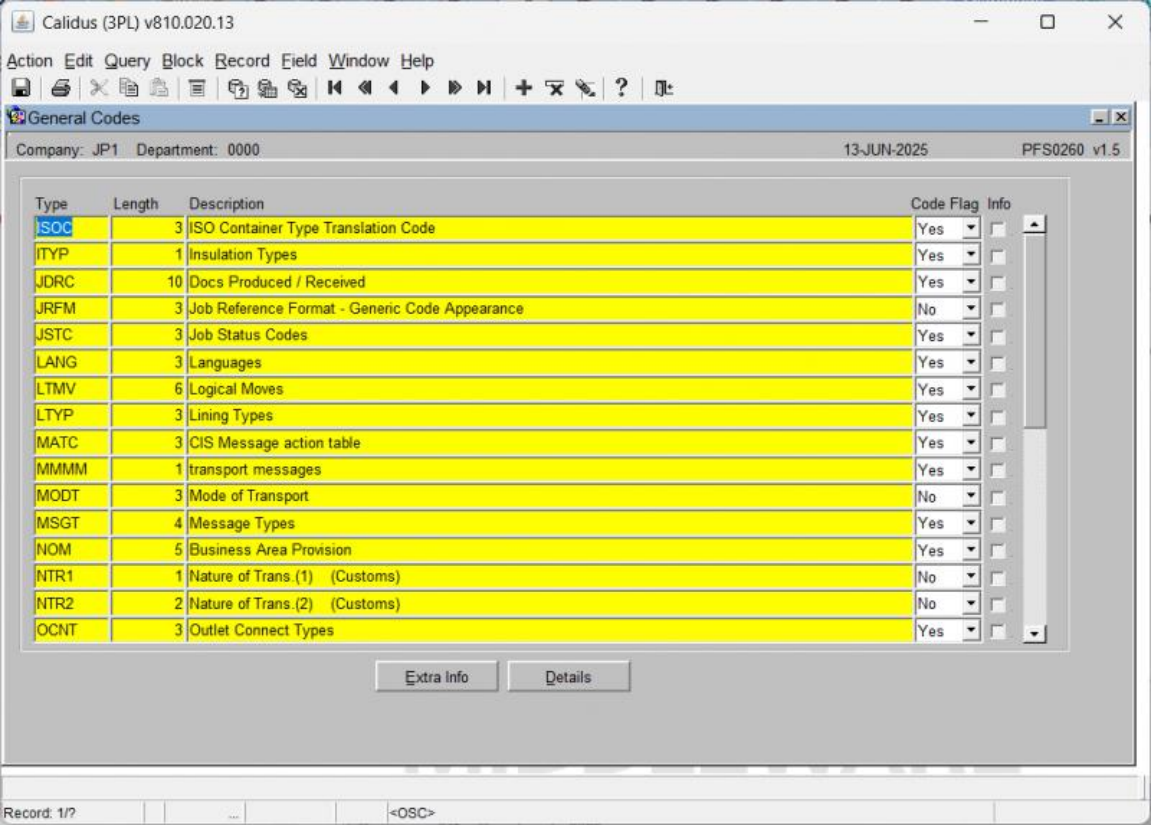 Calidus (3PL) v810.020.13
Action Edit Query Block Record Field Window Help
General Codes
Company: JP1 Department: 0000 13-JUN-2025 PFS0260 v1.5
Type Length Description Code Flag Info
ISOC 3 ISO Container Type Translation Code Yes
ITYP 1 Insulation Types Yes
JDRC 10 Docs Produced / Received Yes
JRFM 3 Job Reference Format - Generic Code Appearance No
JSTC 3 Job Status Codes Yes
LANG 3 Languages Yes
LTMV 6 Logical Moves Yes
LTYP 3 Lining Types Yes
MATC 3 CIS Message action table Yes
MMMM 1 transport messages Yes
MODT 3 Mode of Transport No
MSGT 4 Message Types Yes
NOM 5 Business Area Provision Yes
NTR1 1 Nature of Trans.(1) (Customs) No
NTR2 2 Nature of Trans.(2) (Customs) No
OCNT 3 Outlet Connect Types Yes
Extra Info Details
Record: 1/? ... <OSC>